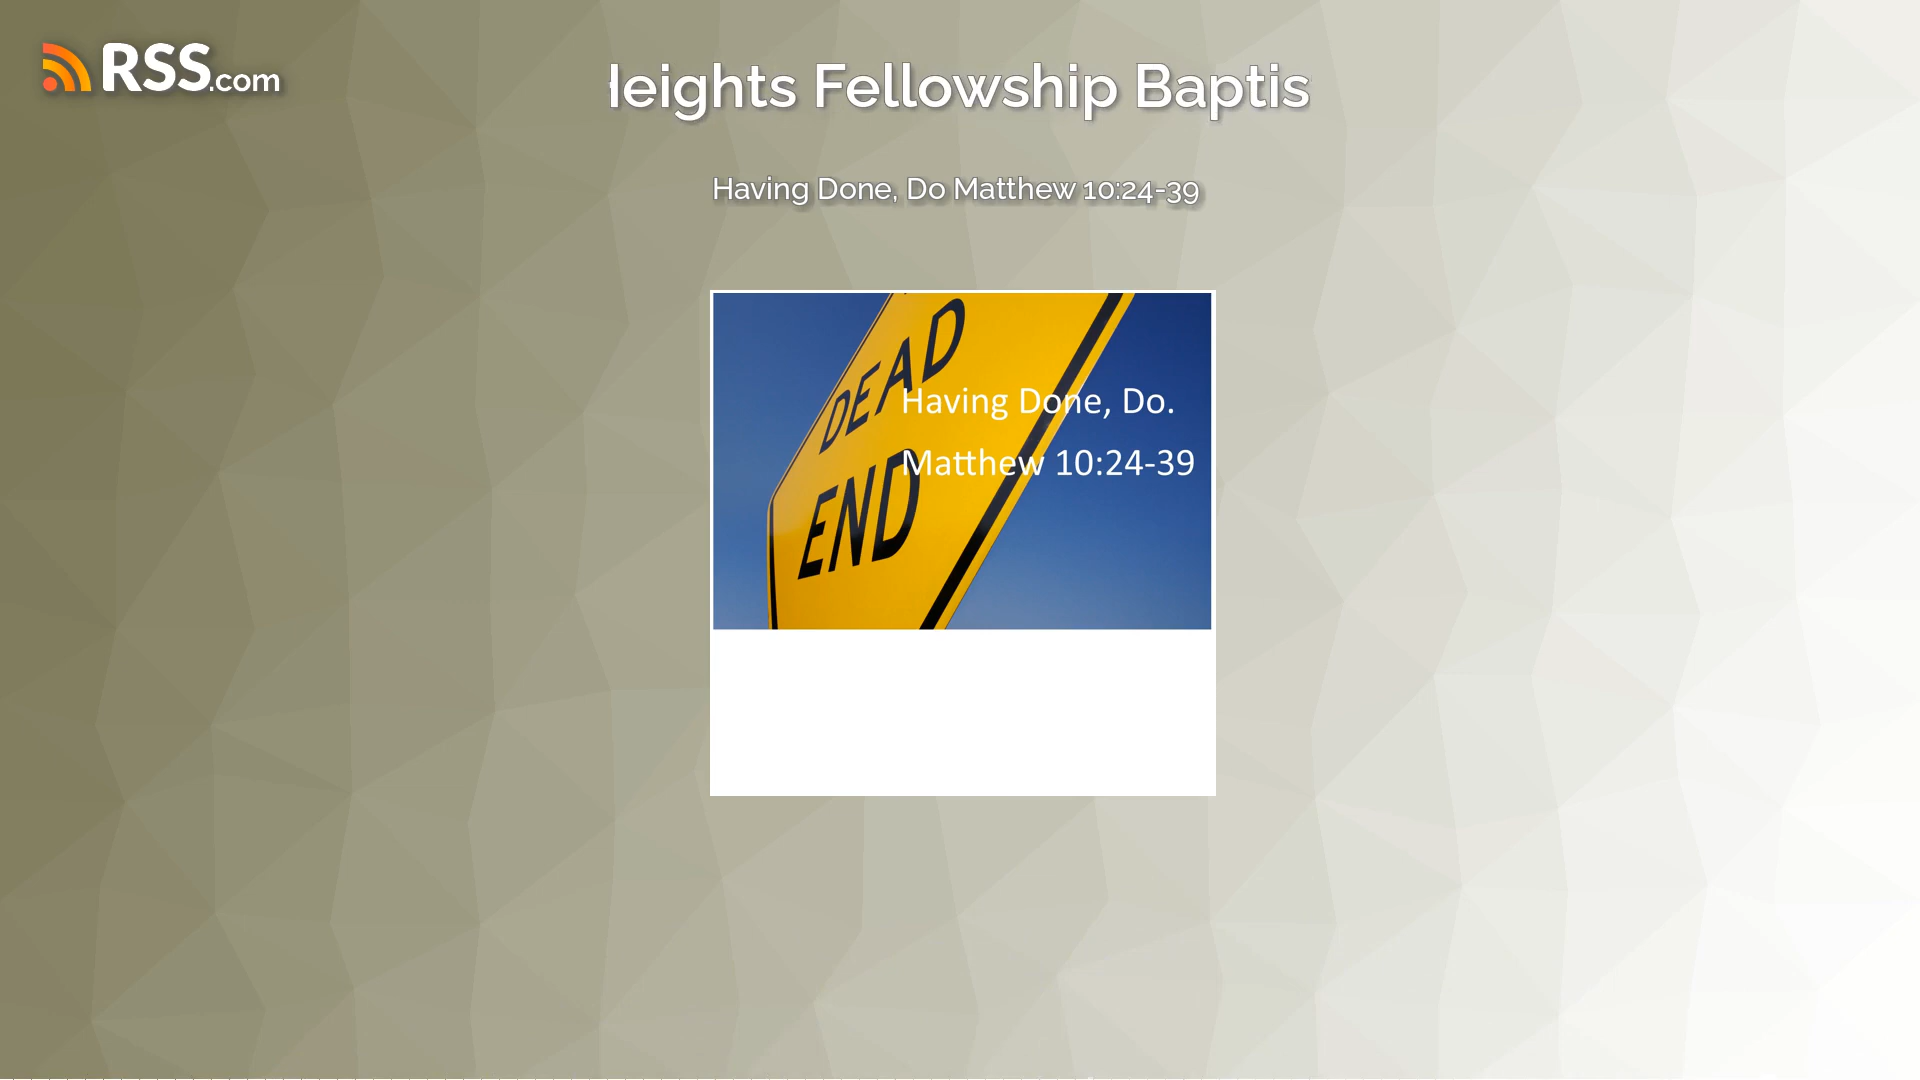 RSS.com
eights Fellowship Baptis
Having Done, Do Matthew 10:24-39
DEAD
END
Having Done, Do.
Matthew 10:24-39